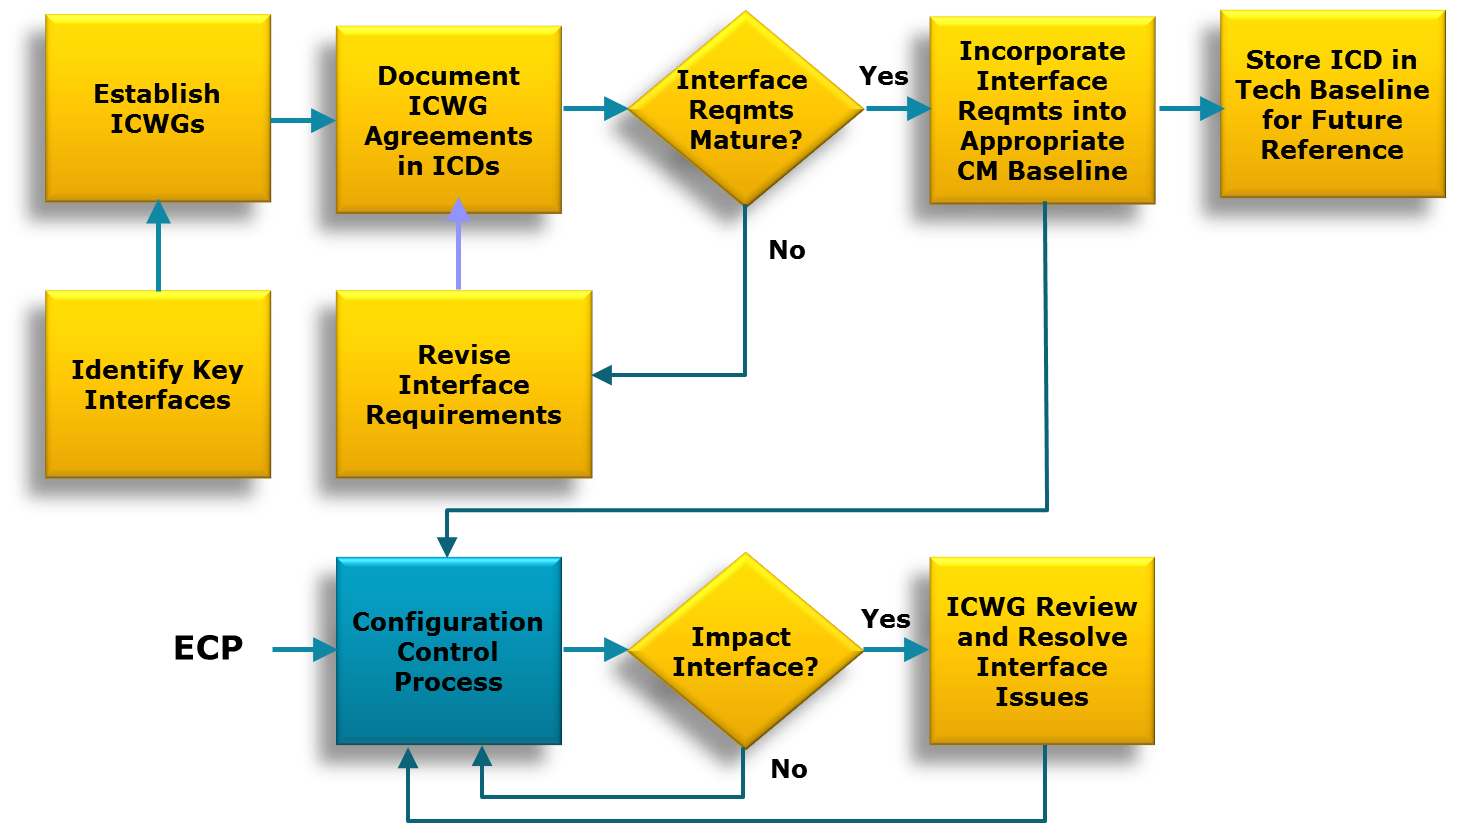 Establish
ICWGs
Document
ICWG
Agreements
in ICDs
Interface
Reqmts
Mature?
Yes
Incorporate
Interface
Reqmts into
Appropriate
CM Baseline
Store ICD in
Tech Baseline
for Future
Reference
No
Identify Key
Interfaces
Revise
Interface
Requirements
ECP
Configuration
Control
Process
Impact
Interface?
Yes
ICWG Review
and Resolve
Interface
Issues
No